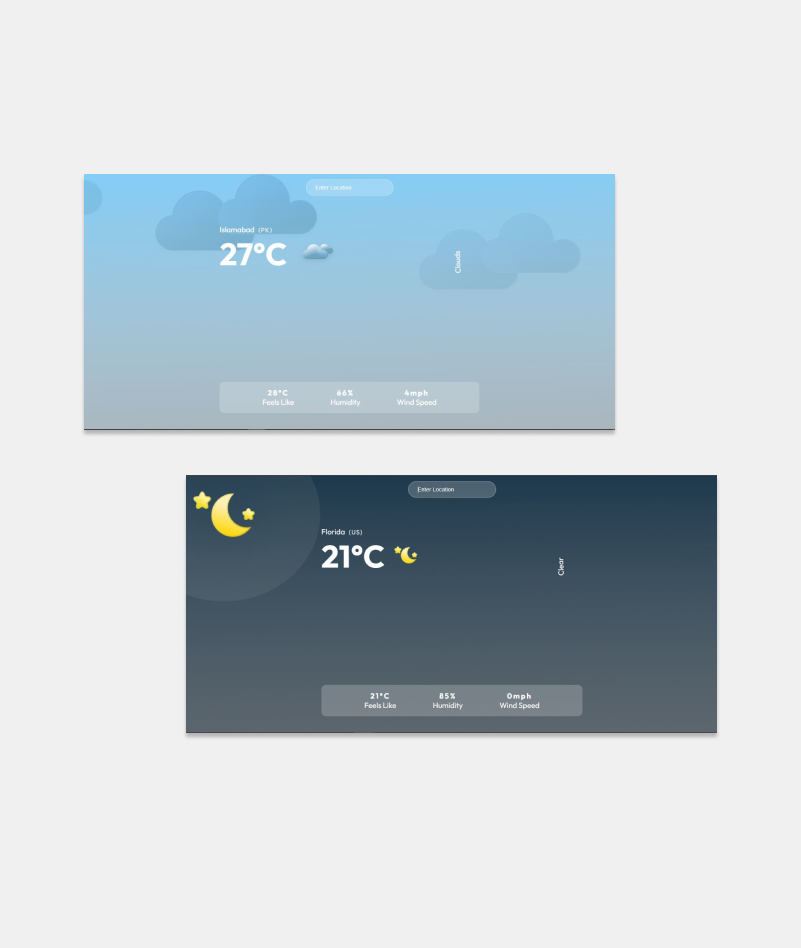 Enter Location
Islamabad (PK)
27°C
Clouds
28°C 66% 4mph
Feels Like Humidity Wind Speed
Enter Location
Florida (US)
21°C
Clear
21°C 85% 0mph
Feels Like Humidity Wind Speed